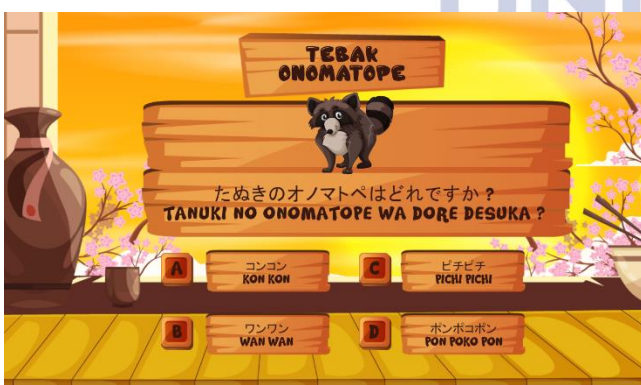 TEBAK
ONOMATOPE
たぬきのオノマトペはどれですか ?
TANUKI NO ONOMATOPE WA DORE DESUKA ?
A
コンコン
KON KON
C
ピチピチ
PICHI PICHI
B
ワンワン
WAN WAN
D
ポンポコポン
PON POKO PON